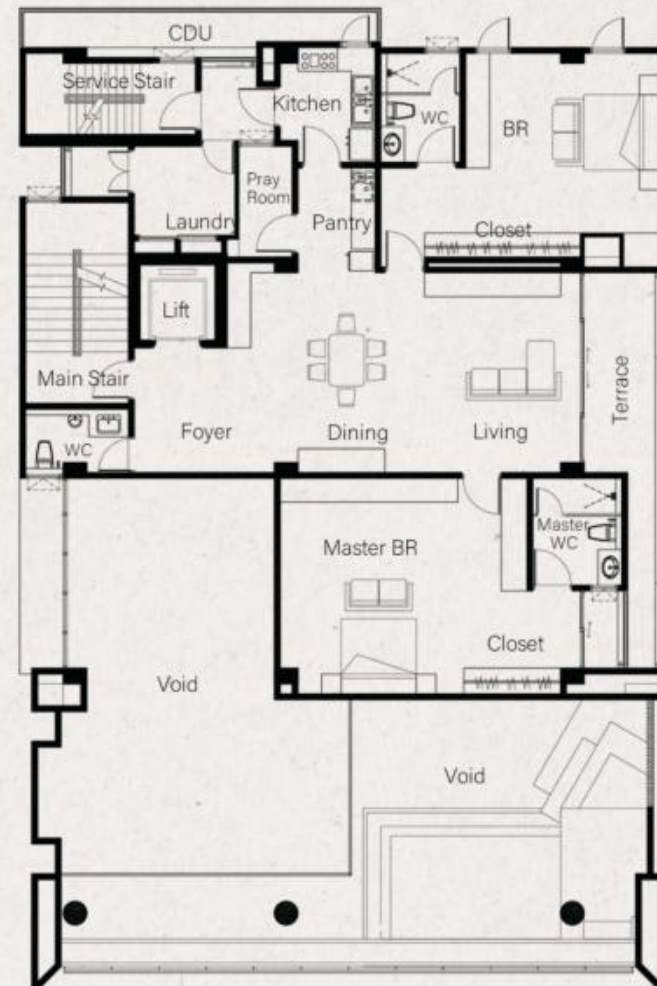 CDU
Service Stair
Kitchen
WC
BR
Pray
Room
Laundry
Pantry
Closet
Lift
Main Stair
Terrace
WC
Foyer
Dining
Living
Master BR
Master
WC
Closet
Void
Void